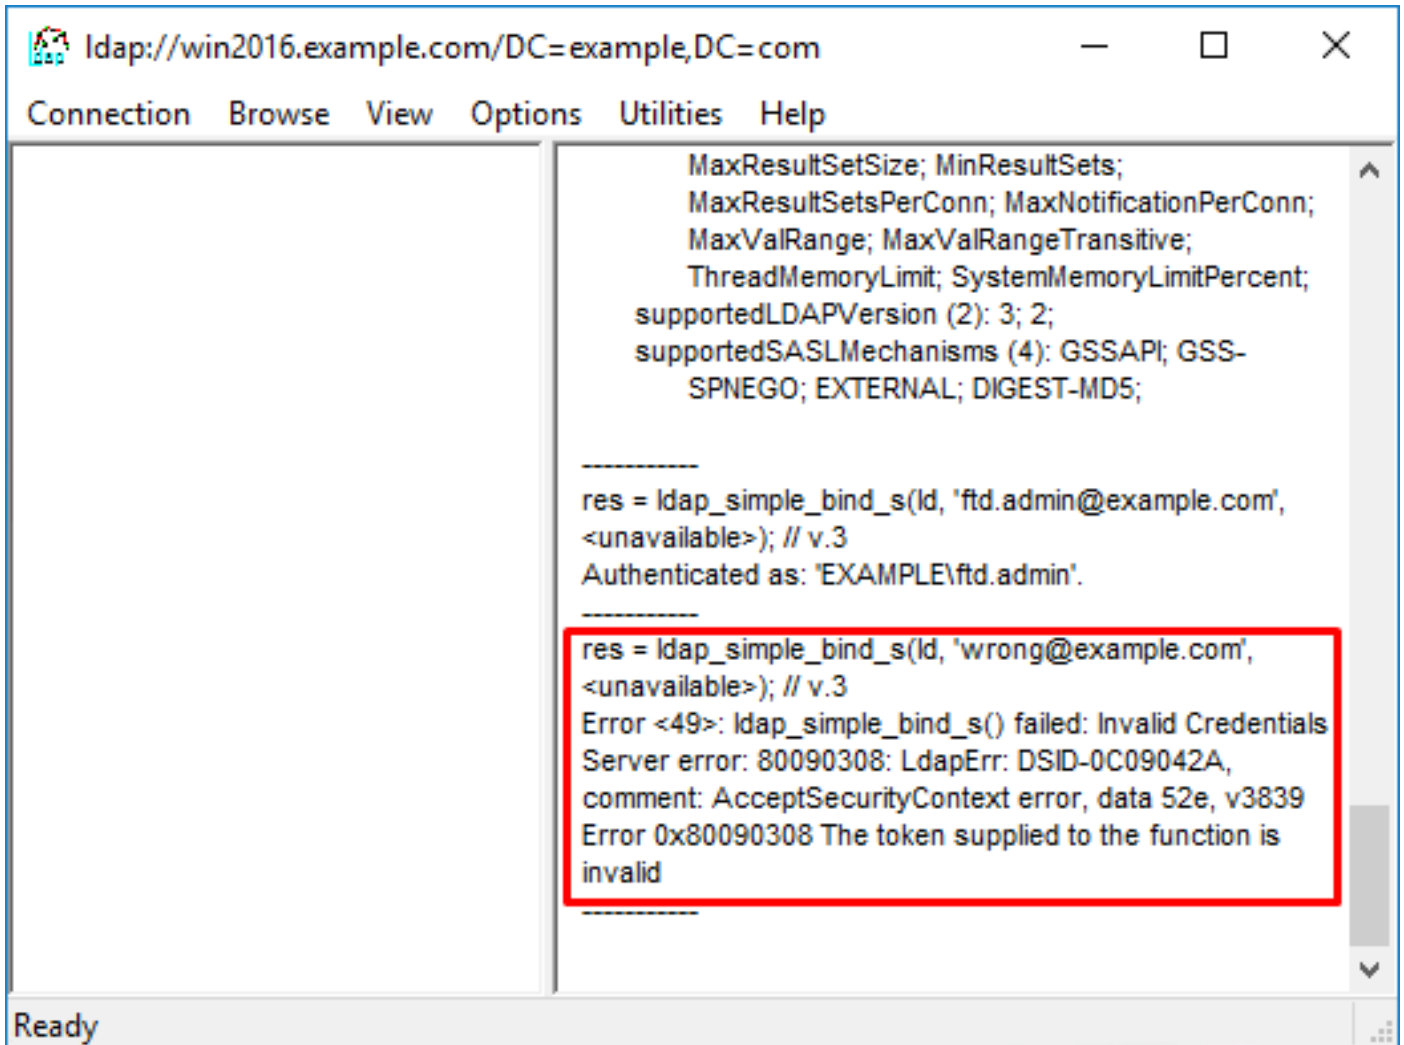 ldap://win2016.example.com/DC=example,DC=com
Connection Browse View Options Utilities Help
MaxResultSetSize; MinResultSets;
MaxResultSetsPerConn; MaxNotificationPerConn;
MaxValRange; MaxValRangeTransitive;
ThreadMemoryLimit; SystemMemoryLimitPercent;
supportedLDAPVersion (2): 3; 2;
supportedSASLMechanisms (4): GSSAPI; GSS-
SPNEGO; EXTERNAL; DIGEST-MD5;
-----------
res = ldap_simple_bind_s(ld, 'ftd.admin@example.com',
<unavailable>); // v.3
Authenticated as: 'EXAMPLE\ftd.admin'.
-----------
res = ldap_simple_bind_s(ld, 'wrong@example.com',
<unavailable>); // v.3
Error <49>: ldap_simple_bind_s() failed: Invalid Credentials
Server error: 80090308: LdapErr: DSID-0C09042A,
comment: AcceptSecurityContext error, data 52e, v3839
Error 0x80090308 The token supplied to the function is
invalid
-----------
Ready